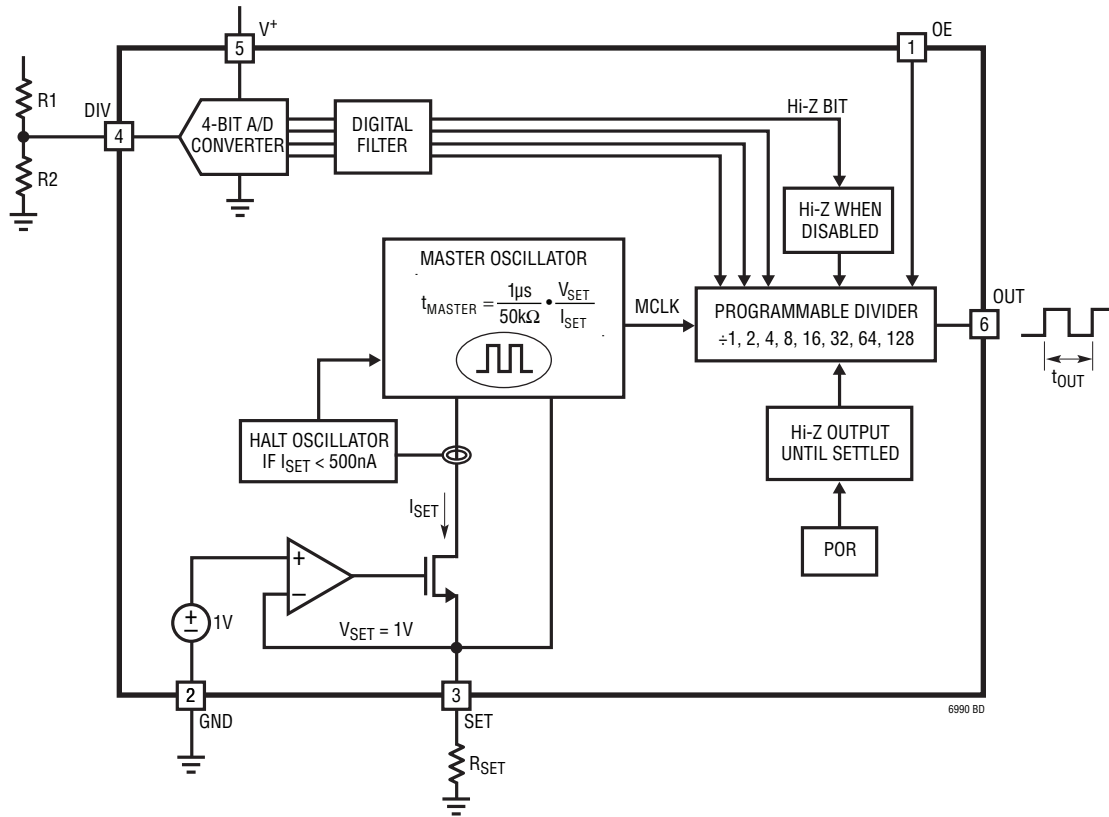 V+
5
OE
1
R1
DIV
4
R2
4-BIT A/D
CONVERTER
DIGITAL
FILTER
Hi-Z BIT
Hi-Z WHEN
DISABLED
MASTER OSCILLATOR
tMASTER = 1µs/50kΩ • VSET/ISET
MCLK
PROGRAMMABLE DIVIDER
÷1, 2, 4, 8, 16, 32, 64, 128
OUT
6
tOUT
HALT OSCILLATOR
IF ISET < 500nA
Hi-Z OUTPUT
UNTIL SETTLED
ISET
POR
+
–
+
–
1V
VSET = 1V
2
GND
3
SET
RSET
6990 BD